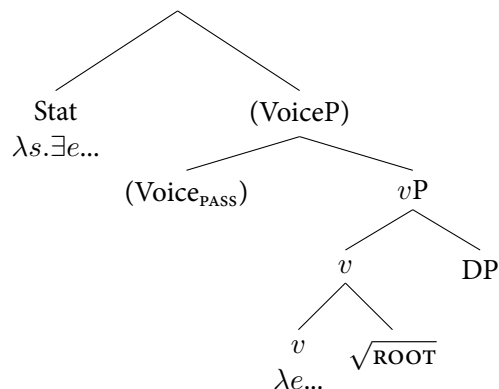 Stat (VoiceP)
λs.∃e...
(Voice_PASS) vP
v DP
v √ROOT
λe...